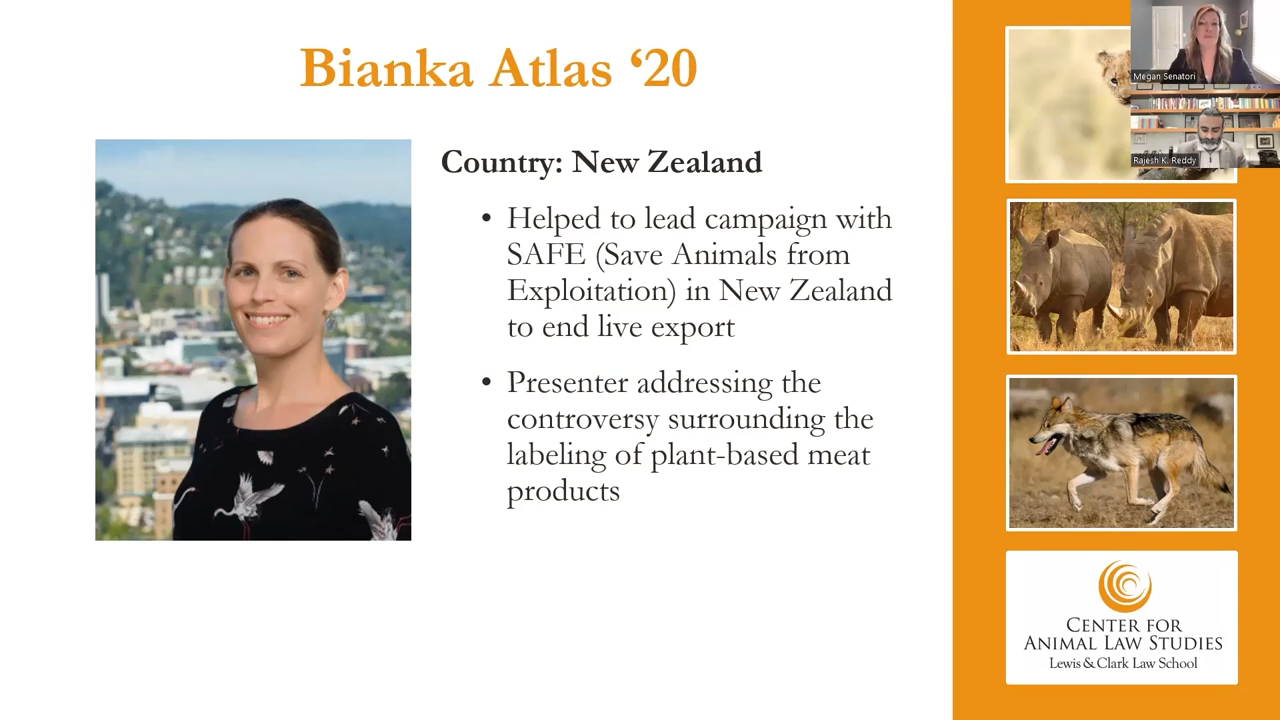 Bianka Atlas ‘20
Country: New Zealand
• Helped to lead campaign with
SAFE (Save Animals from
Exploitation) in New Zealand
to end live export
• Presenter addressing the
controversy surrounding the
labeling of plant-based meat
products
Megan Senatori
Rajesh K. Reddy
CENTER FOR
ANIMAL LAW STUDIES
Lewis & Clark Law School